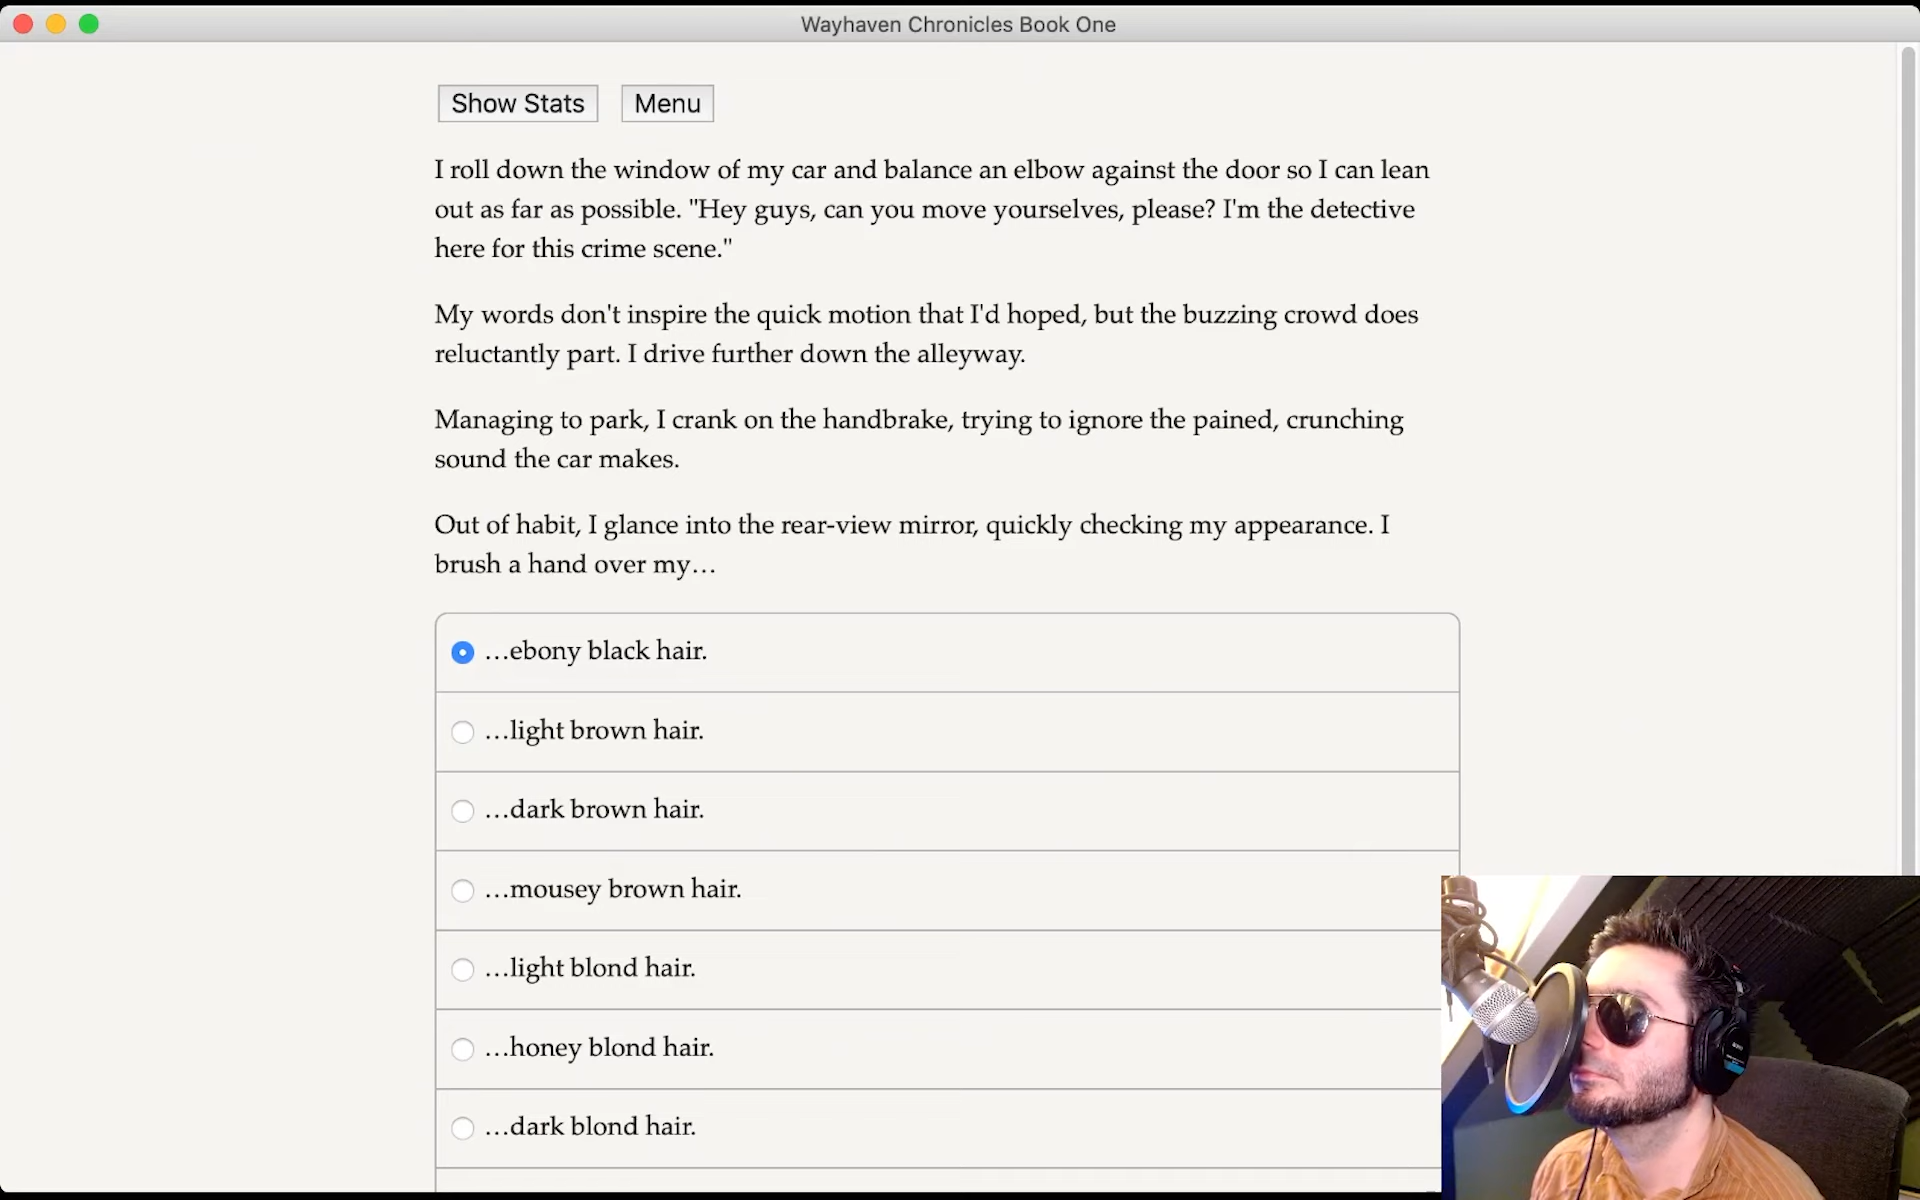 Wayhaven Chronicles Book One
Show Stats
Menu
I roll down the window of my car and balance an elbow against the door so I can lean
out as far as possible. "Hey guys, can you move yourselves, please? I'm the detective
here for this crime scene."
My words don't inspire the quick motion that I'd hoped, but the buzzing crowd does
reluctantly part. I drive further down the alleyway.
Managing to park, I crank on the handbrake, trying to ignore the pained, crunching
sound the car makes.
Out of habit, I glance into the rear-view mirror, quickly checking my appearance. I
brush a hand over my…
…ebony black hair.
…light brown hair.
…dark brown hair.
…mousey brown hair.
…light blond hair.
…honey blond hair.
…dark blond hair.